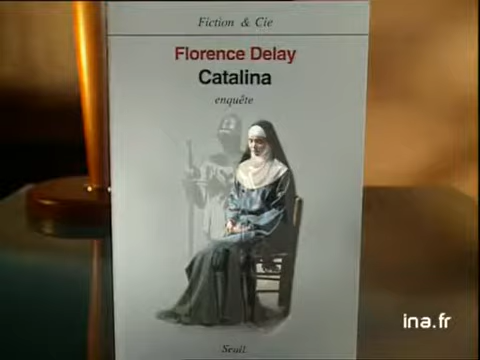 Fiction & Cie
Florence Delay
Catalina
enquête
Seuil
ina.fr